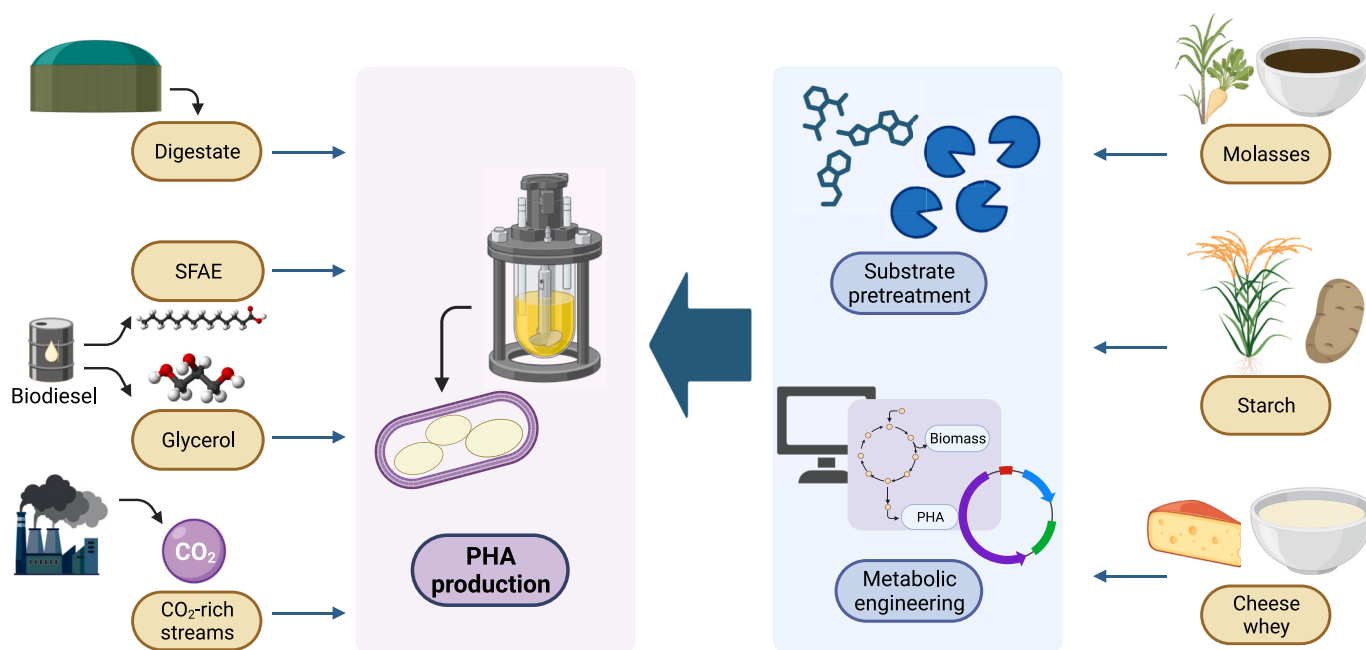 Digestate
SFAE
Biodiesel
Glycerol
CO₂
CO₂-rich
streams
PHA
production
Substrate
pretreatment
Biomass
PHA
Metabolic
engineering
Molasses
Starch
Cheese
whey